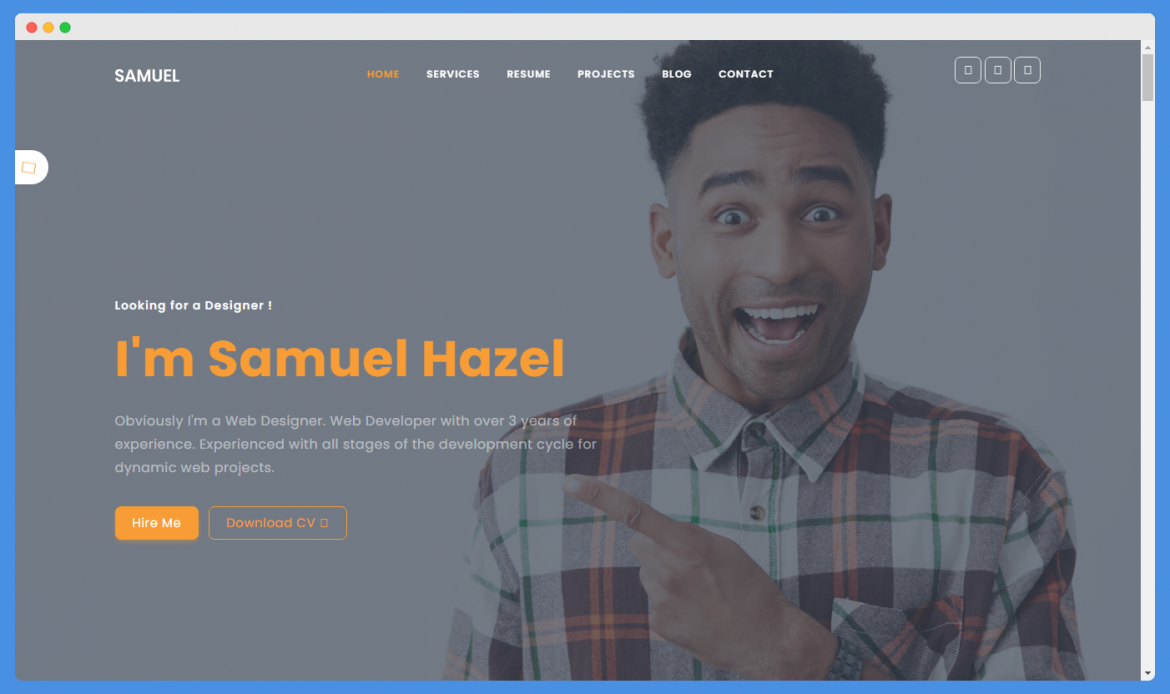 SAMUEL
HOME SERVICES RESUME PROJECTS BLOG CONTACT
Looking for a Designer !
I'm Samuel Hazel
Obviously I'm a Web Designer. Web Developer with over 3 years of
experience. Experienced with all stages of the development cycle for
dynamic web projects.
Hire Me
Download CV